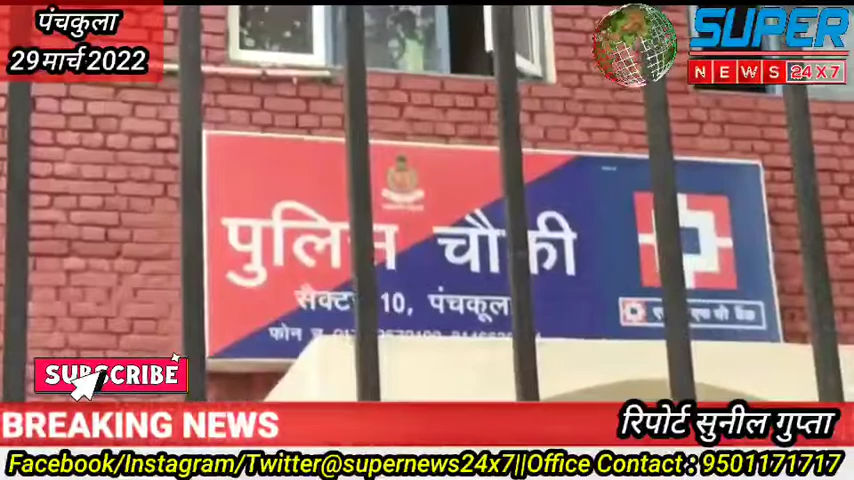 पंचकुला
29 मार्च 2022
SUPER
NEWS 24X7
पुलिस चौकी
सैक्टर 10, पंचकूला
फोन न.
बैंक
SUBSCRIBE
BREAKING NEWS
रिपोर्ट सुनील गुप्ता
Facebook/Instagram/Twitter@supernews24x7||Office Contact : 9501171717